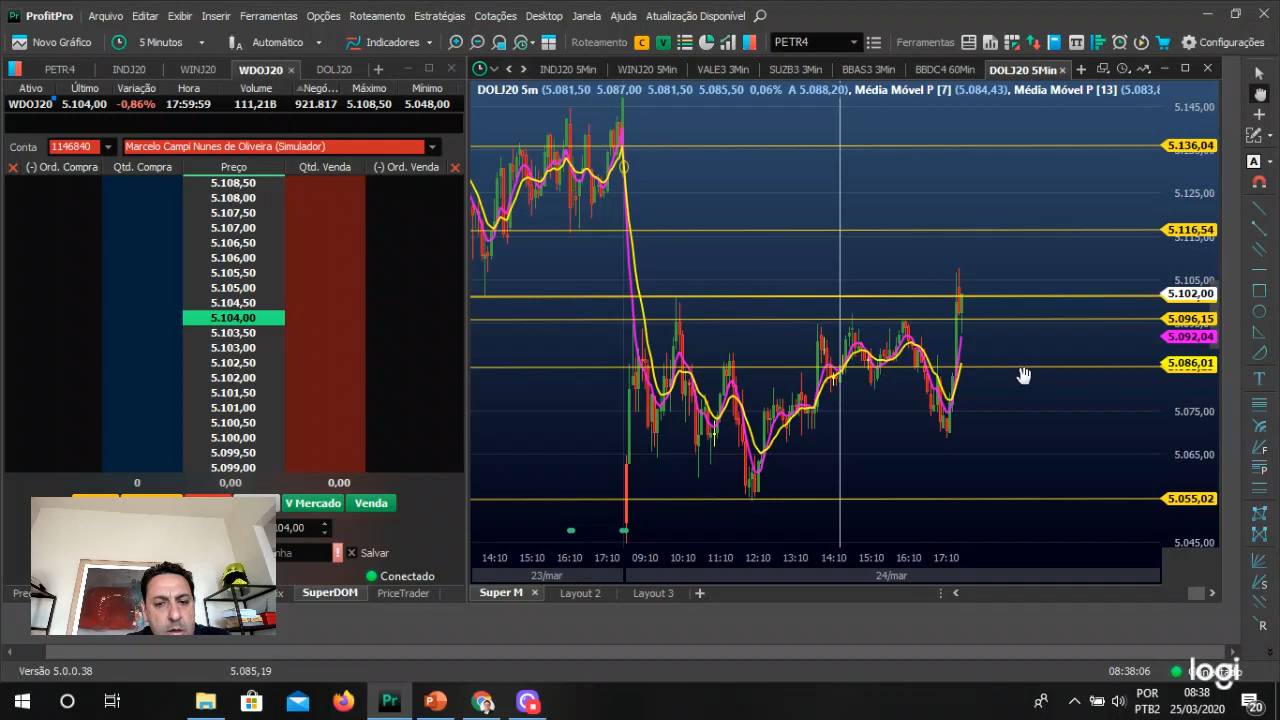 ProfitPro Arquivo Editar Exibir Inserir Ferramentas Opções Roteamento Estratégias Cotações Desktop Janela Ajuda Atualização Disponível
Novo Gráfico 5 Minutos Automático Indicadores Roteamento C V PETR4 Ferramentas Configurações
PETR4 INDJ20 WINJ20 WDOJ20 DOLJ20
INDJ20 5Min WINJ20 5Min VALE3 5Min SUZB3 5Min BBAS3 5Min BBDC4 60Min DOLJ20 5Min
Ativo Último Variação Hora Volume Negó... Máximo Mínimo
WDOJ20 5.104,00 -0,86% 17:59:59 111,21B 921.817 5.108,50 5.048,00
Conta 1146840 Marcelo Campi Nunes de Oliveira (Simulador)
(-) Ord. Compra Qtd. Compra Preço Qtd. Venda (-) Ord. Venda
5.108,50
5.108,00
5.107,50
5.107,00
5.106,50
5.106,00
5.105,50
5.105,00
5.104,50
5.104,00
5.103,50
5.103,00
5.102,50
5.102,00
5.101,50
5.101,00
5.100,50
5.100,00
5.099,50
5.099,00
0 0,00 0,00
V Mercado Venda
Salvar
Conectado
SuperDOM PriceTrader
DOLJ20 5m (5.081,50 5.087,00 5.081,50 5.085,50 0,06% A 5.088,20), Média Móvel P [7] (5.084,43), Média Móvel P [13] (5.083,8
5.145,00
5.136,04
5.125,00
5.116,54
5.105,00
5.102,00
5.096,15
5.092,04
5.086,01
5.075,00
5.065,00
5.055,02
5.045,00
14:10 15:10 16:10 17:10 09:10 10:10 11:10 12:10 13:10 14:10 15:10 16:10 17:10
23/mar 24/mar
Super M Layout 2 Layout 3
Versão 5.0.0.38 5.085,19 08:38:06
logi
POR
PTB2
08:38
25/03/2020
20